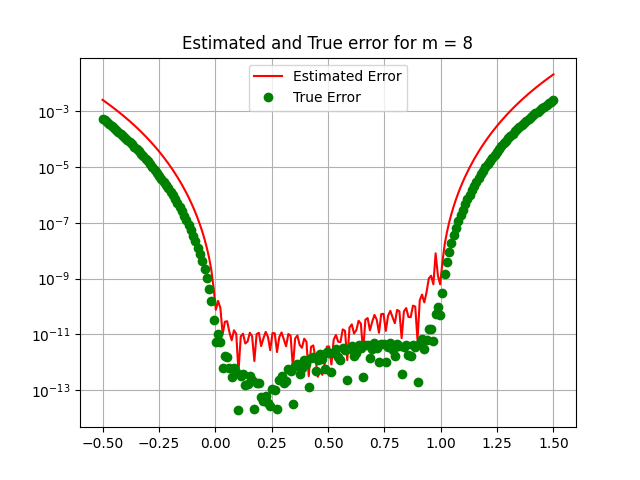 Estimated and True error for m = 8
Estimated Error
True Error
10⁻³
10⁻⁵
10⁻⁷
10⁻⁹
10⁻¹¹
10⁻¹³
−0.50 −0.25 0.00 0.25 0.50 0.75 1.00 1.25 1.50